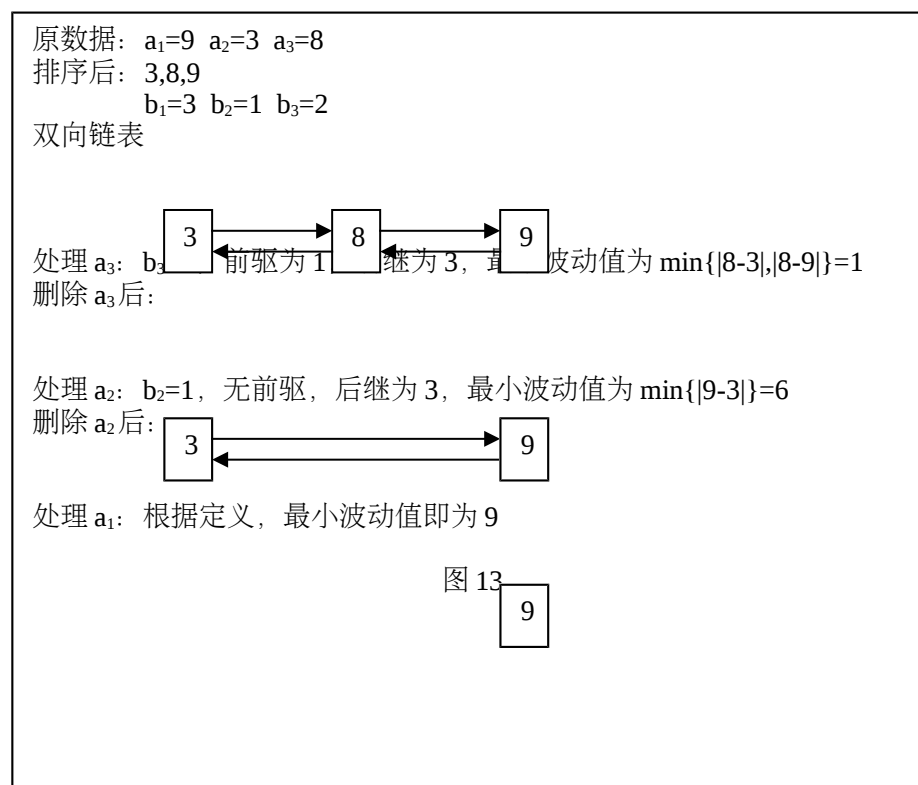 原数据：a₁=9 a₂=3 a₃=8
排序后：3,8,9
b₁=3 b₂=1 b₃=2
双向链表
3 8 9
处理 a₃：b₃ 前驱为 1 继为 3，最 波动值为 min{|8-3|,|8-9|}=1
删除 a₃后：
处理 a₂：b₂=1，无前驱，后继为 3，最小波动值为 min{|9-3|}=6
删除 a₂后：
3 9
处理 a₁：根据定义，最小波动值即为 9
图 13
9